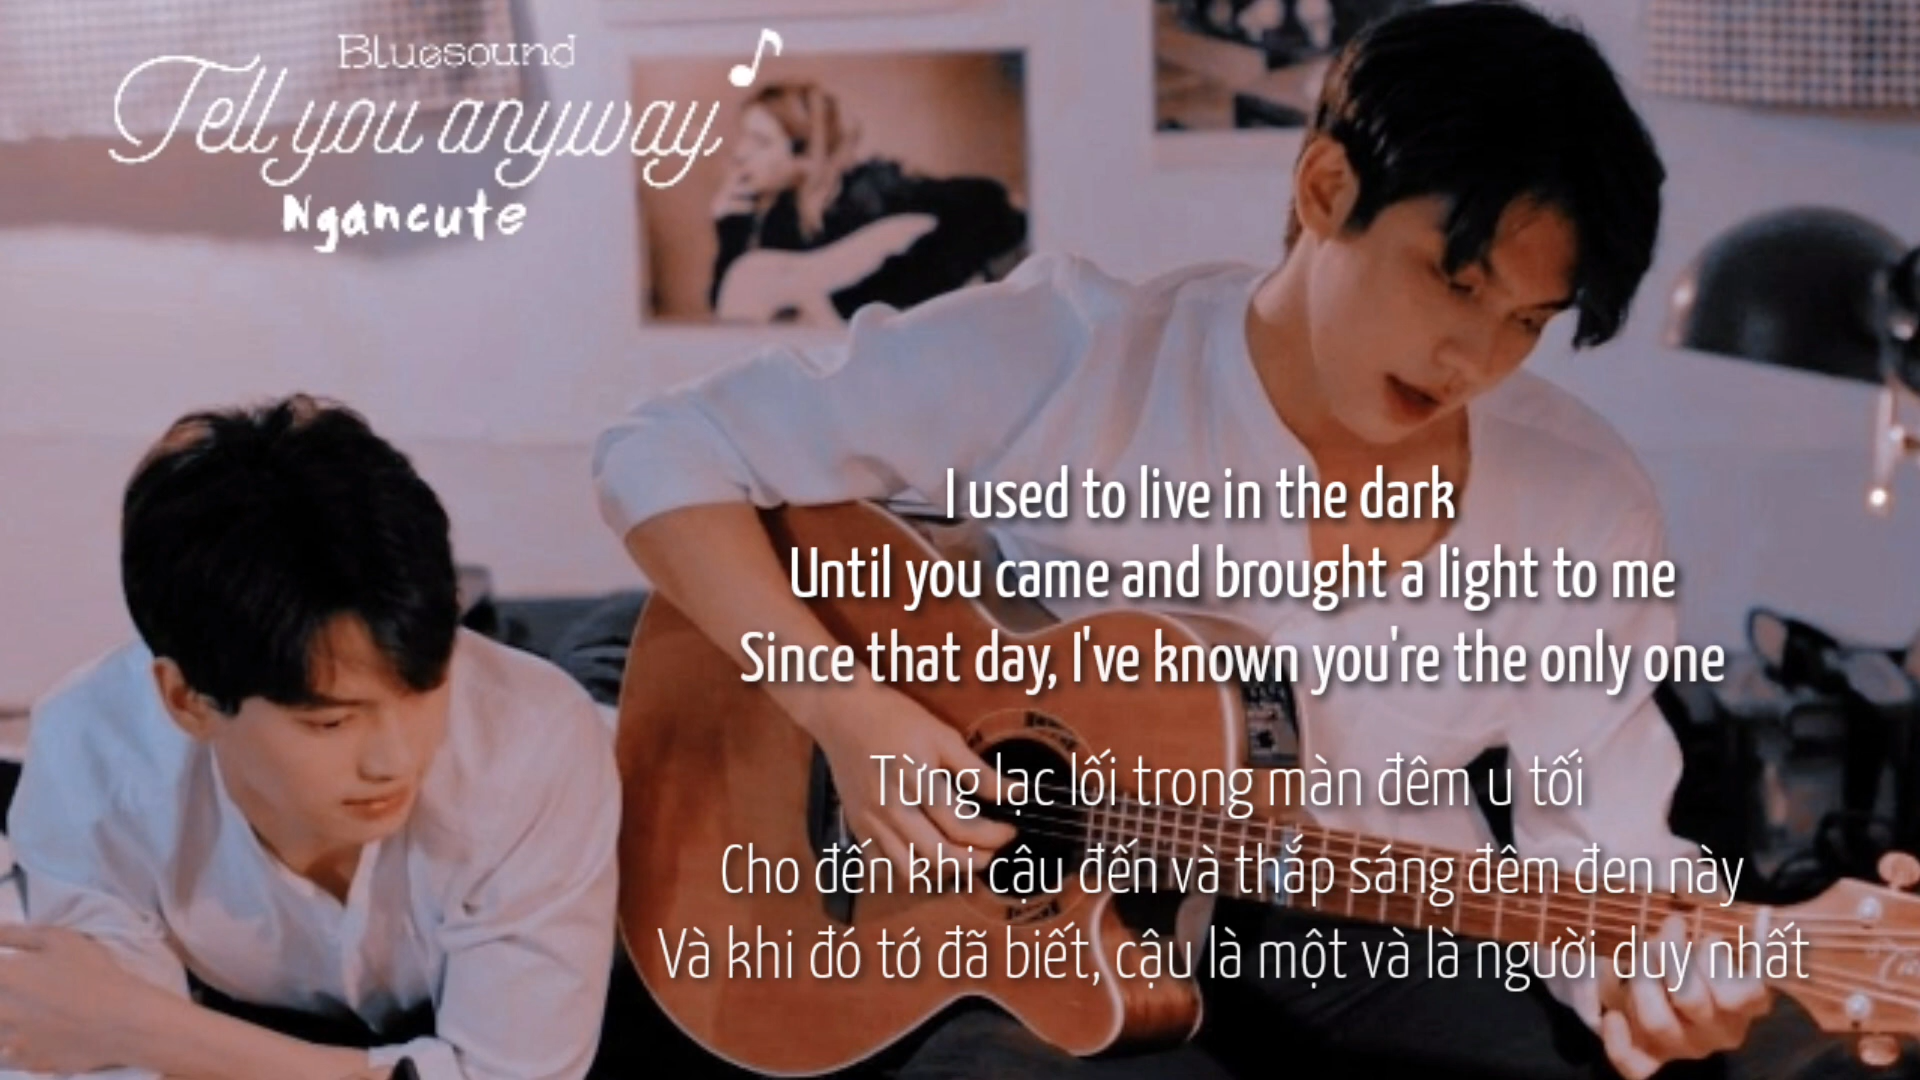 Bluesound
Tell you anyway
Ngancute
I used to live in the dark
Until you came and brought a light to me
Since that day, I've known you're the only one
Từng lạc lối trong màn đêm u tối
Cho đến khi cậu đến và thắp sáng đêm đen này
Và khi đó tớ đã biết, cậu là một và là người duy nhất